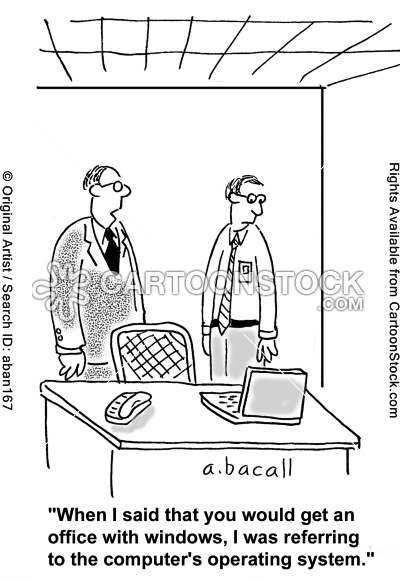 CARTOONSTOCK
.COM
a.bacall
"When I said that you would get an
office with windows, I was referring
to the computer's operating system."
© Original Artist / Search ID: aban167
Rights Available from CartoonStock.com